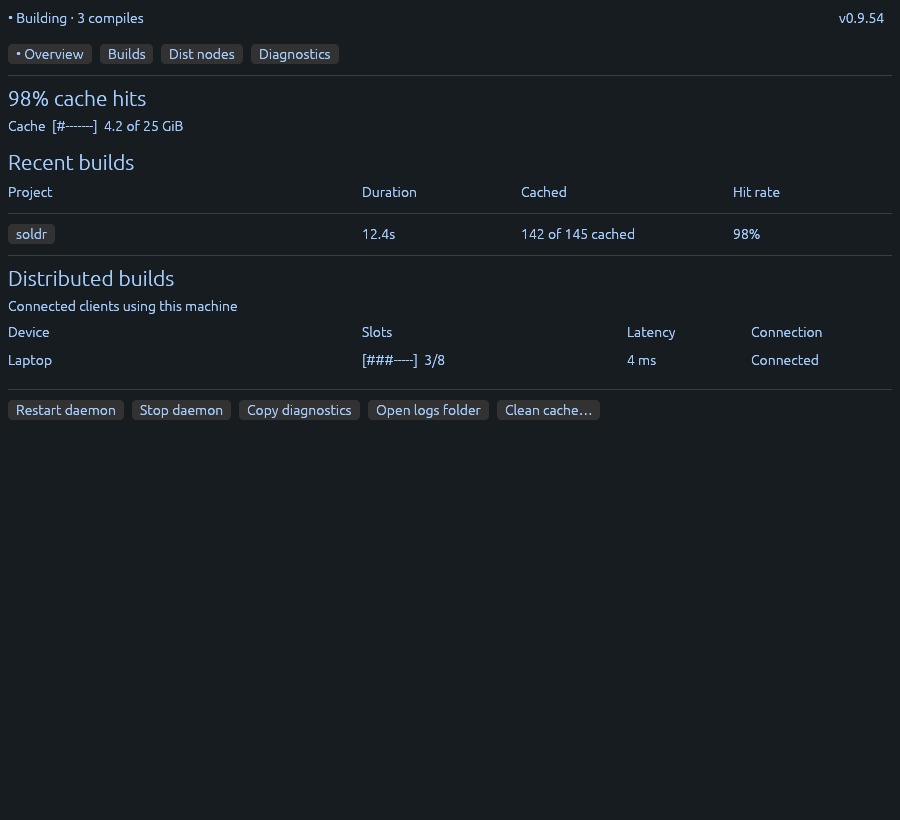 • Building · 3 compiles v0.9.54
• Overview Builds Dist nodes Diagnostics
98% cache hits
Cache [#-------] 4.2 of 25 GiB
Recent builds
Project Duration Cached Hit rate
soldr 12.4s 142 of 145 cached 98%
Distributed builds
Connected clients using this machine
Device Slots Latency Connection
Laptop [###-----] 3/8 4 ms Connected
Restart daemon Stop daemon Copy diagnostics Open logs folder Clean cache…